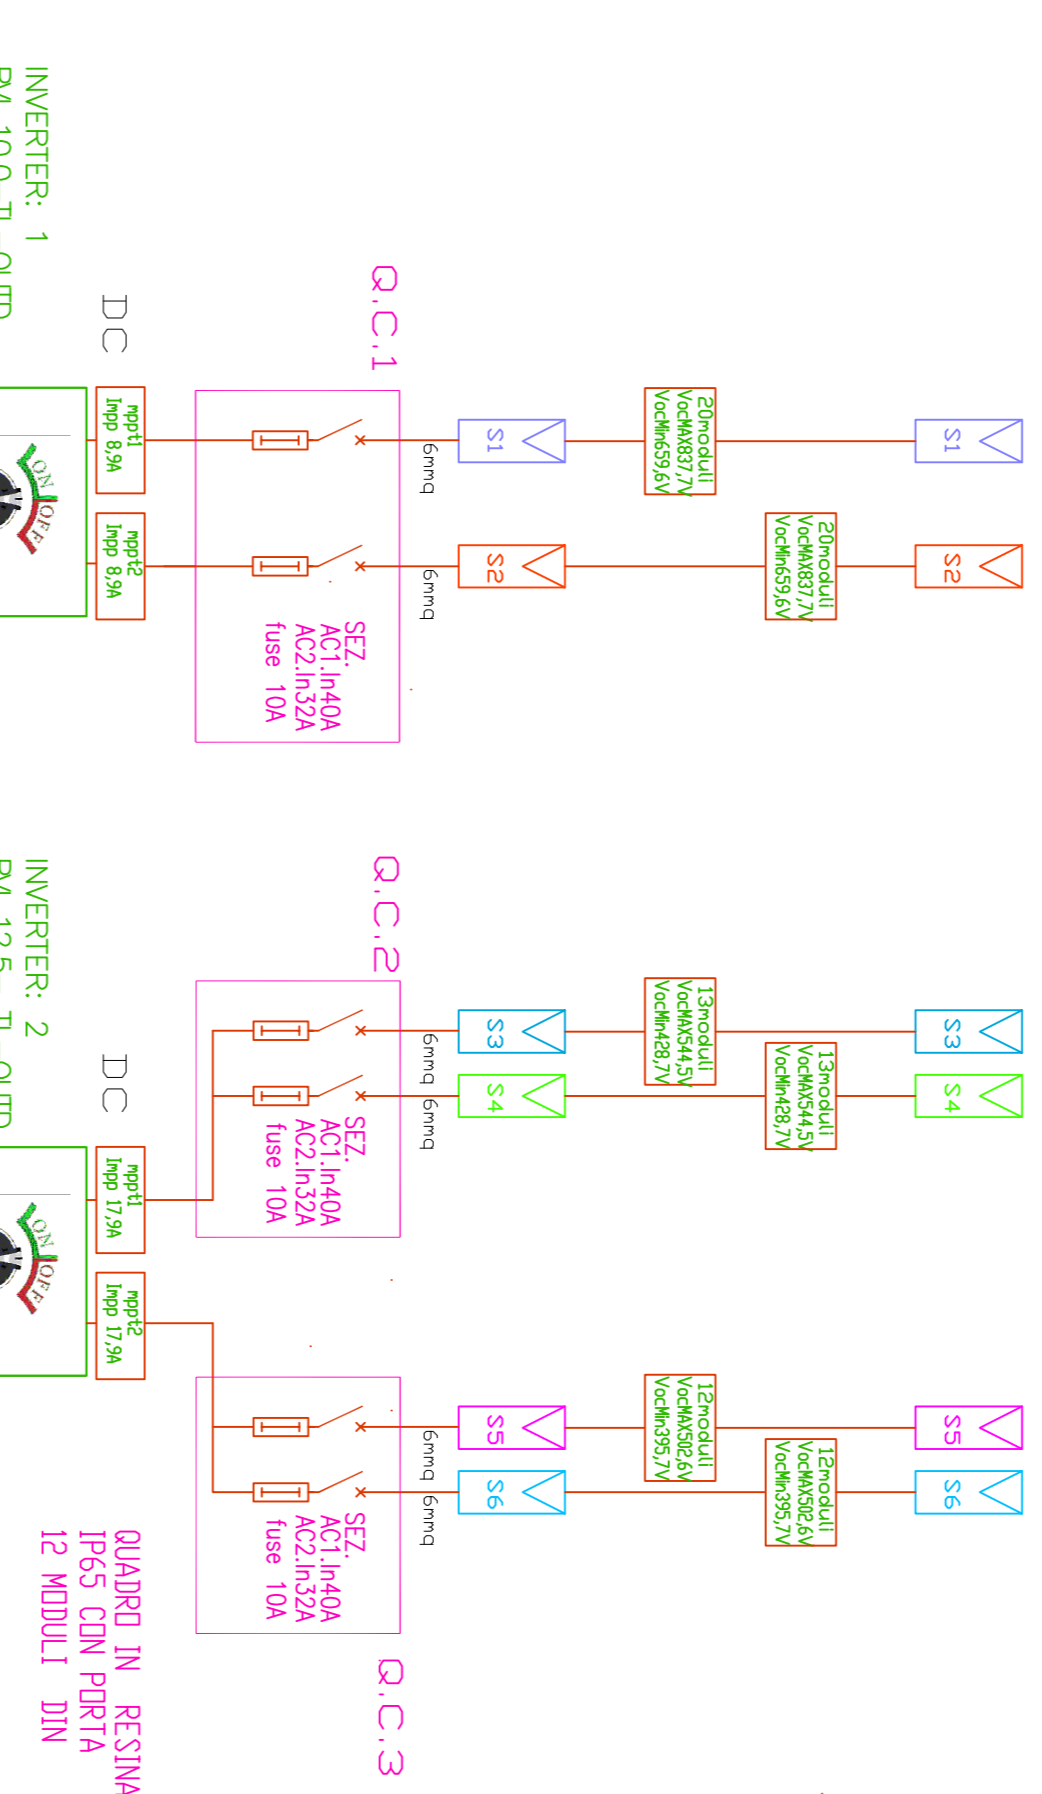 S1
S2
S3
S4
S5
S6
20moduli
VocMAX837,7V
VocMin659,6V
20moduli
VocMAX837,7V
VocMin659,6V
13moduli
VocMAX544,5V
VocMin428,7V
13moduli
VocMAX544,5V
VocMin428,7V
12moduli
VocMAX502,6V
VocMin395,7V
12moduli
VocMAX502,6V
VocMin395,7V
S1
S2
S3
S4
S5
S6
6mmq
6mmq
6mmq
6mmq
6mmq
6mmq
Q.C.1
SEZ.
AC1.In40A
AC2.In32A
fuse 10A
Q.C.2
SEZ.
AC1.In40A
AC2.In32A
fuse 10A
Q.C.3
SEZ.
AC1.In40A
AC2.In32A
fuse 10A
DC
mppt1
Impp 8,9A
mppt2
Impp 8,9A
DC
mppt1
Impp 17,9A
mppt2
Impp 17,9A
QUADRO IN RESINA
IP65 CON PORTA
12 MODULI DIN
INVERTER: 1
ON OFF
INVERTER: 2
ON OFF